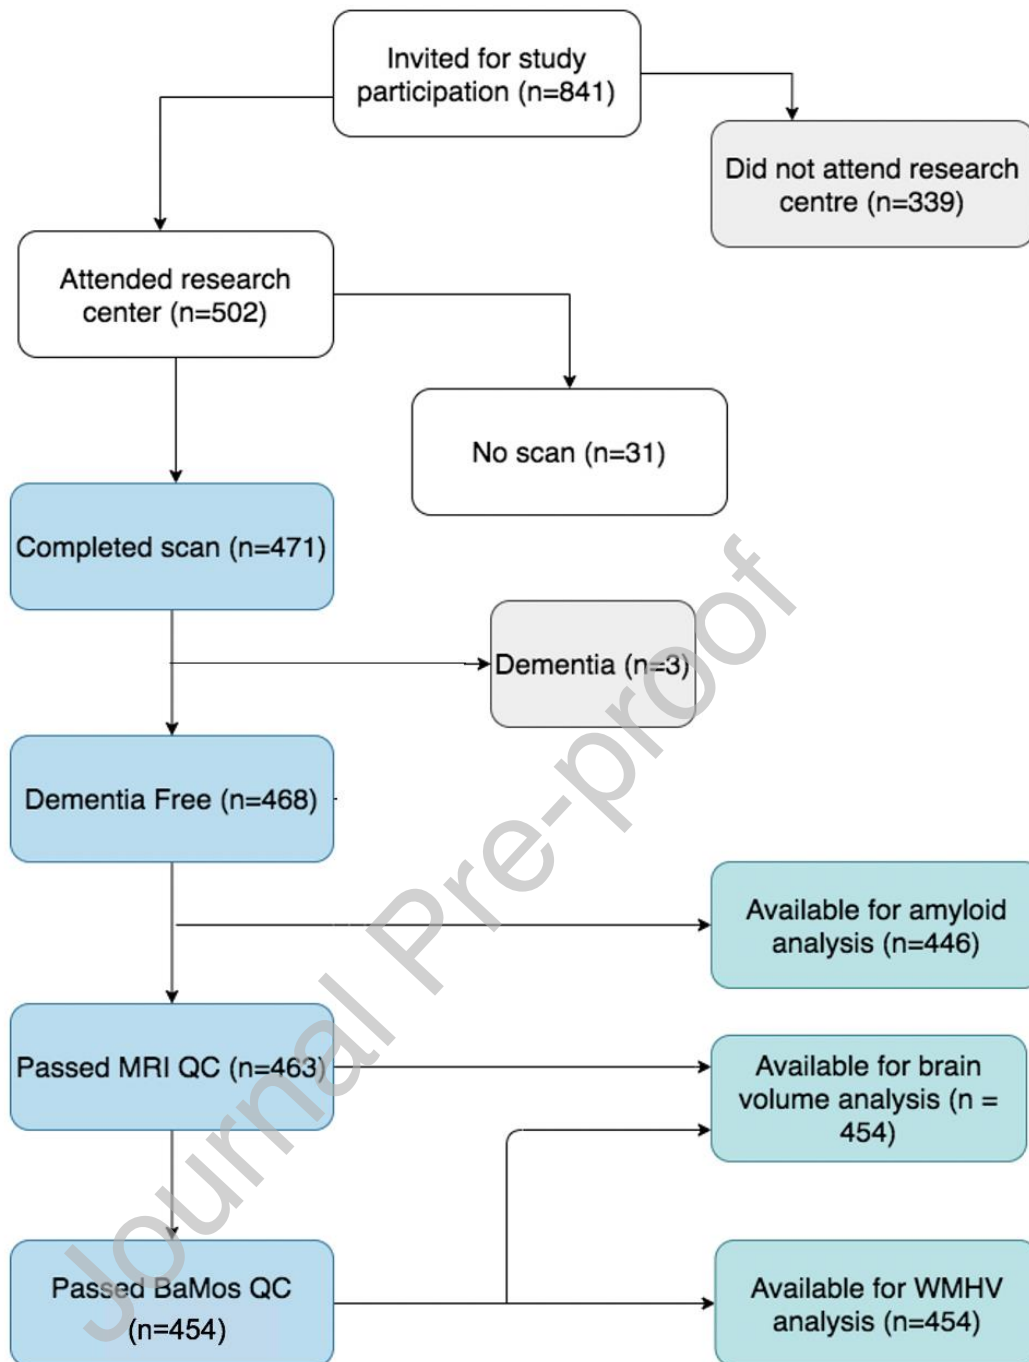 Invited for study
participation (n=841)
Did not attend research
centre (n=339)
Attended research
center (n=502)
No scan (n=31)
Completed scan (n=471)
Dementia (n=3)
Dementia Free (n=468)
Available for amyloid
analysis (n=446)
Passed MRI QC (n=463)
Available for brain
volume analysis (n =
454)
Passed BaMos QC
(n=454)
Available for WMHV
analysis (n=454)
Journal Pre-proof